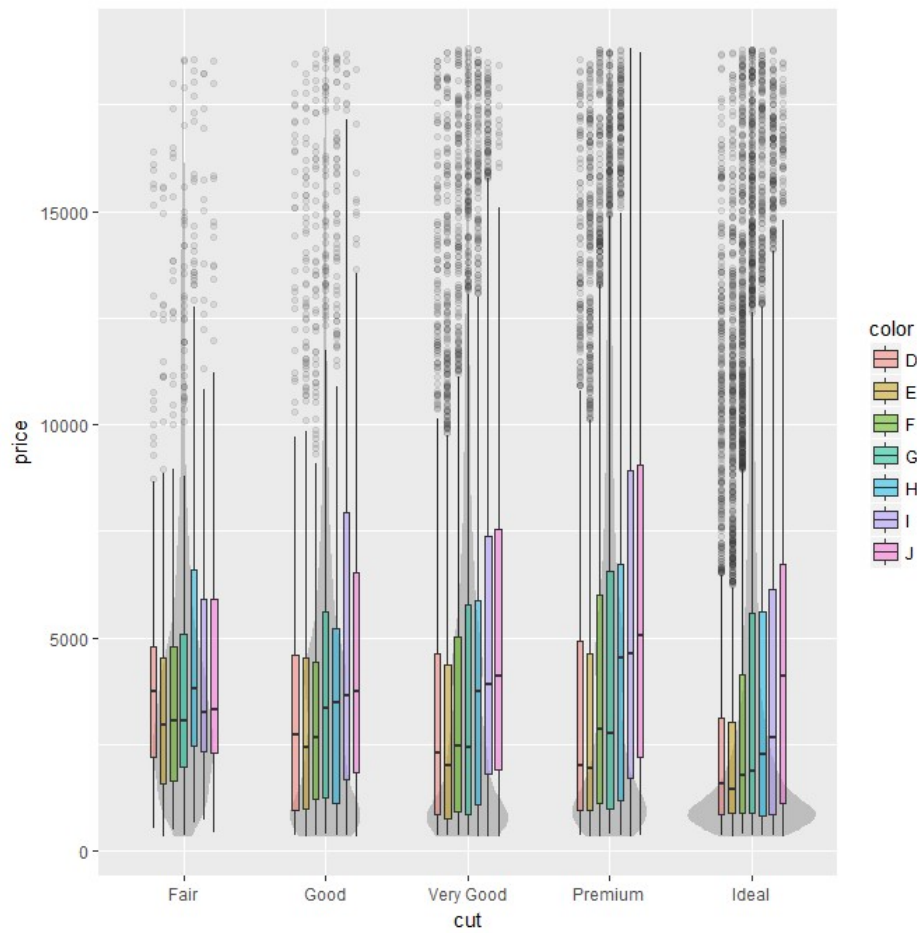 15000
10000
5000
0
price
Fair
Good
Very Good
Premium
Ideal
cut
color
D
E
F
G
H
I
J